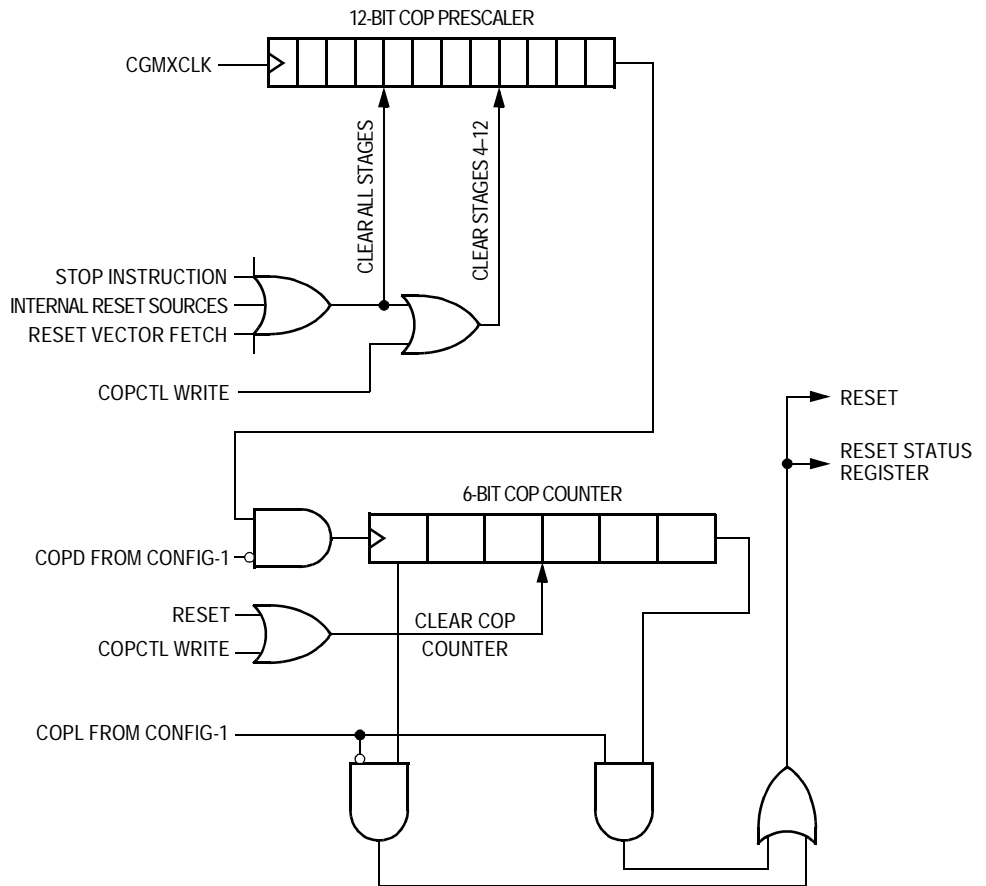 12-BIT COP PRESCALER
CGMXCLK
CLEAR ALL STAGES
CLEAR STAGES 4–12
STOP INSTRUCTION
INTERNAL RESET SOURCES
RESET VECTOR FETCH
COPCTL WRITE
RESET
RESET STATUS
REGISTER
6-BIT COP COUNTER
COPD FROM CONFIG-1
RESET
CLEAR COP
COUNTER
COPCTL WRITE
COPL FROM CONFIG-1